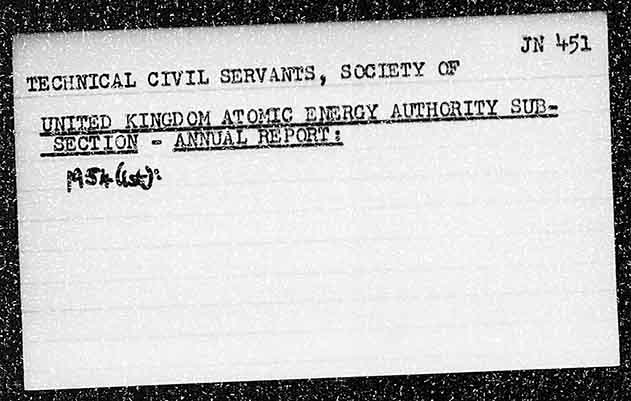 JN 451
TECHNICAL CIVIL SERVANTS, SOCIETY OF
UNITED KINGDOM ATOMIC ENERGY AUTHORITY SUB-
SECTION - ANNUAL REPORT:
1954 (1st):